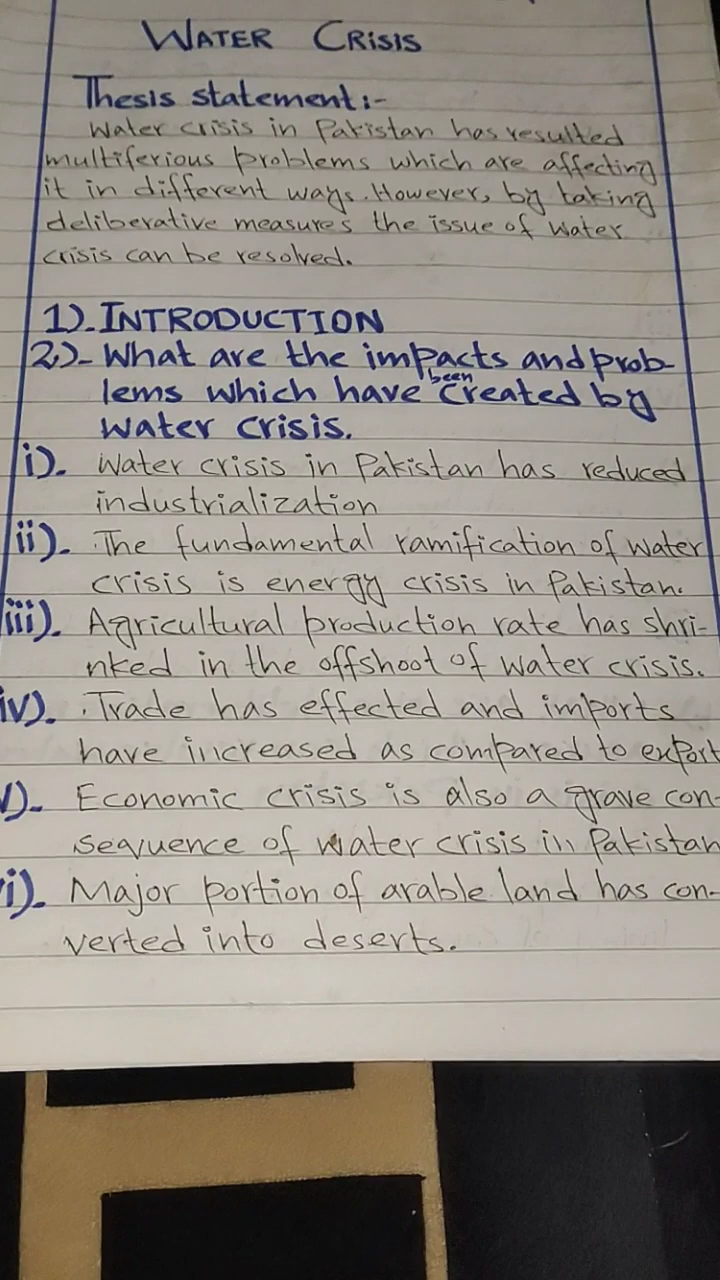 WATER CRISIS
Thesis statement:-
Water crisis in Pakistan has resulted
multiferious problems which are affecting
it in different ways. However, by taking
deliberative measures the issue of water
crisis can be resolved.
1). INTRODUCTION
2)- What are the impacts and prob-
lems which have been created by
water crisis.
i). Water crisis in Pakistan has reduced
industrialization
ii). The fundamental ramification of water
crisis is energy crisis in Pakistan.
iii). Agricultural production rate has shri-
nked in the offshoot of water crisis.
iv). Trade has effected and imports
have increased as compared to export
v)- Economic crisis is also a grave con-
sequence of water crisis in Pakistan
vi). Major portion of arable land has con-
verted into deserts.